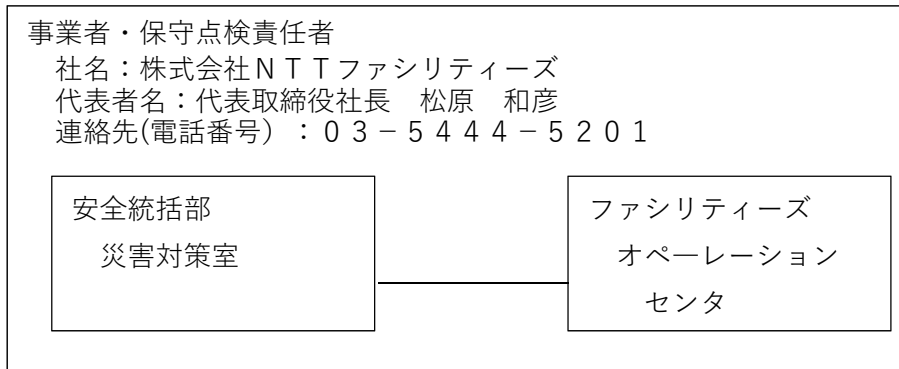 事業者・保守点検責任者
社名：株式会社ＮＴＴファシリティーズ
代表者名：代表取締役社長　松原　和彦
連絡先(電話番号)　：０３－５４４４－５２０１
安全統括部
災害対策室
ファシリティーズ
オペ―レーション
センタ